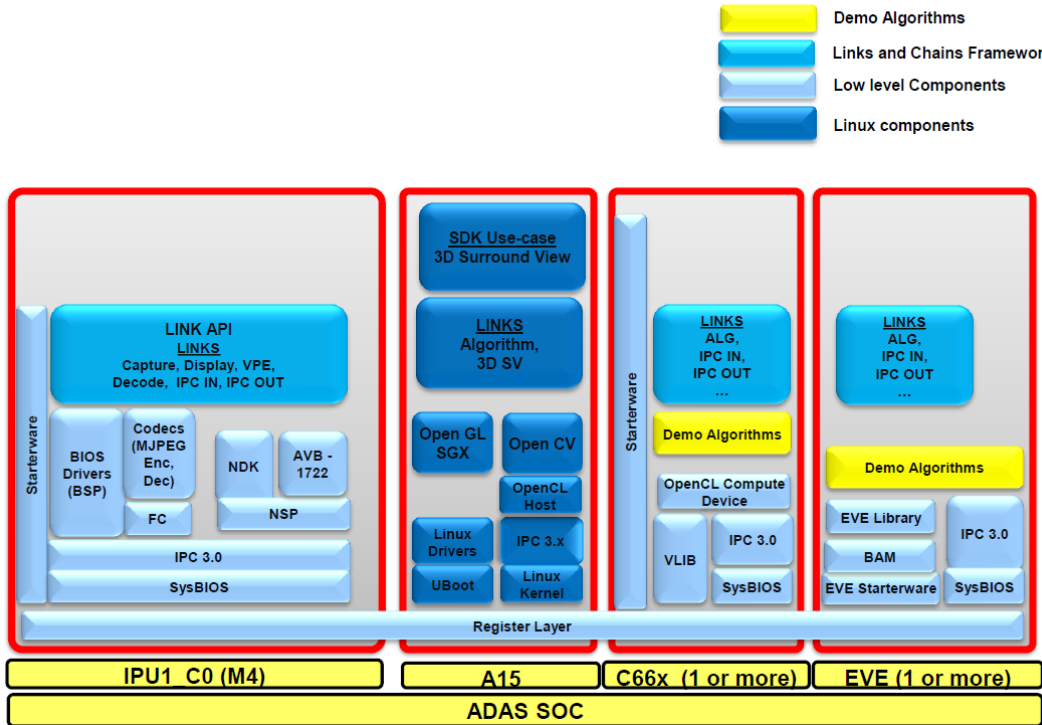 Demo Algorithms
Links and Chains Framewor
Low level Components
Linux components
Starterware
LINK API
LINKS
Capture, Display, VPE,
Decode, IPC IN, IPC OUT
BIOS
Drivers
(BSP)
Codecs
(MJPEG
Enc,
Dec)
FC
NDK
AVB -
1722
NSP
IPC 3.0
SysBIOS
SDK Use-case
3D Surround View
LINKS
Algorithm,
3D SV
Open GL
SGX
Open CV
OpenCL
Host
Linux
Drivers
IPC 3.x
UBoot
Linux
Kernel
Starterware
LINKS
ALG,
IPC IN,
IPC OUT
...
Demo Algorithms
OpenCL Compute
Device
VLIB
IPC 3.0
SysBIOS
LINKS
ALG,
IPC IN,
IPC OUT
...
Demo Algorithms
EVE Library
BAM
EVE Starterware
IPC 3.0
SysBIOS
Register Layer
IPU1_C0 (M4)
A15
C66x (1 or more)
EVE (1 or more)
ADAS SOC